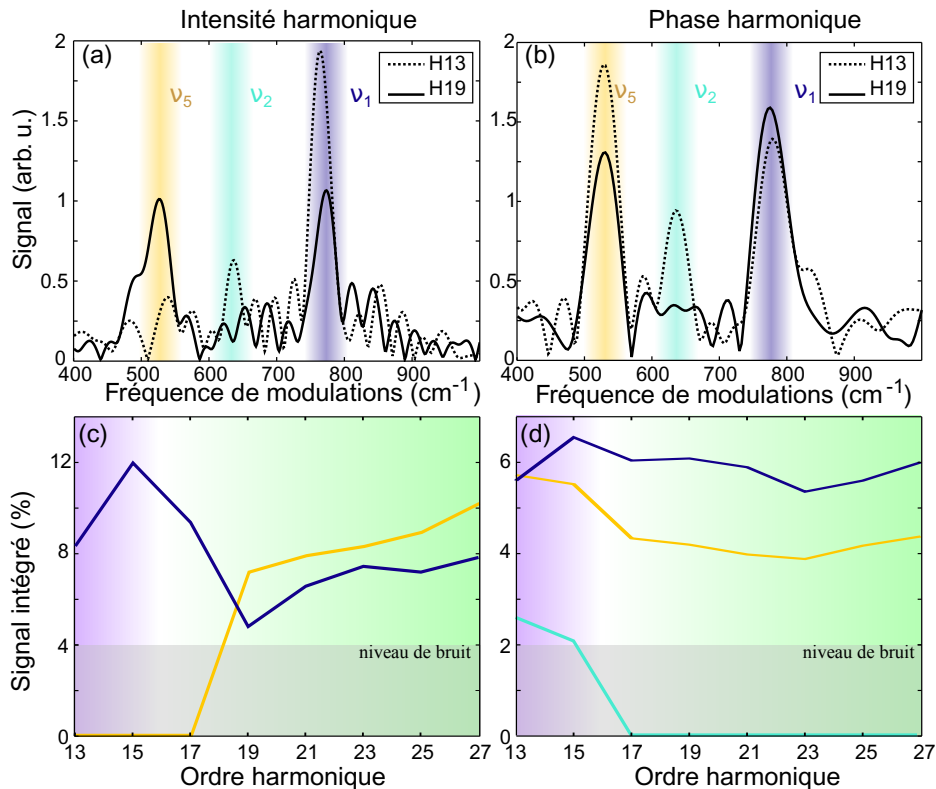 Intensité harmonique
Phase harmonique
(a)
H13
H19
ν5
ν2
ν1
2
1.5
1
0.5
0
Signal (arb. u.)
400 600 800 900
Fréquence de modulations (cm-1)
(b)
H13
H19
ν5
ν2
ν1
2
1.5
1
0.5
0
500 600 700 800 900
Fréquence de modulations (cm-1)
(c)
12
8
4
0
Signal intégré (%)
niveau de bruit
13 15 17 19 21 23 25 27
Ordre harmonique
(d)
6
4
2
0
niveau de bruit
13 15 17 19 21 23 25 27
Ordre harmonique